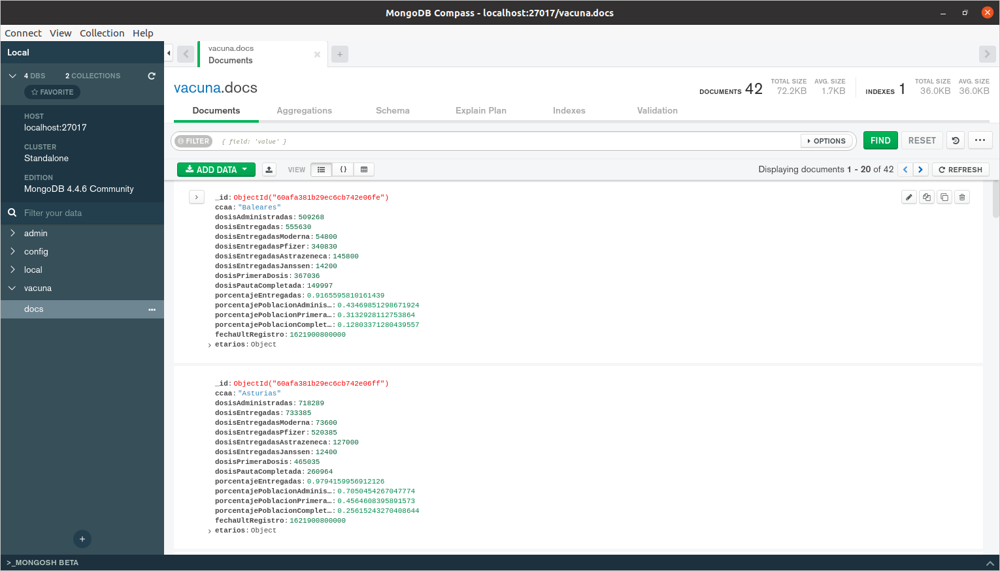 MongoDB Compass - localhost:27017/vacuna.docs
Connect View Collection Help
Local
4 DBS 2 COLLECTIONS
FAVORITE
HOST
localhost:27017
CLUSTER
Standalone
EDITION
MongoDB 4.4.6 Community
Filter your data
admin
config
local
vacuna
docs
>_MONGOSH BETA
vacuna.docs
Documents
vacuna.docs
DOCUMENTS 42 TOTAL SIZE 72.2KB AVG. SIZE 1.7KB INDEXES 1 TOTAL SIZE 36.0KB AVG. SIZE 36.0KB
Documents Aggregations Schema Explain Plan Indexes Validation
FILTER { field: 'value' } OPTIONS FIND RESET
ADD DATA VIEW {} Displaying documents 1 - 20 of 42 REFRESH
_id: ObjectId("60afa381b29ec6cb742e06fe")
ccaa: "Baleares"
dosisAdministradas: 509268
dosisEntregadas: 555630
dosisEntregadasModerna: 54800
dosisEntregadasPfizer: 340830
dosisEntregadasAstrazeneca: 145800
dosisEntregadasJanssen: 14200
dosisPrimeraDosis: 367036
dosisPautaCompletada: 149997
porcentajeEntregadas: 0.9165595810161439
porcentajePoblacionAdminis…: 0.43469851298671924
porcentajePoblacionPrimera…: 0.3132928112753864
porcentajePoblacionComplet…: 0.12803371280439557
fechaUltRegistro: 1621900800000
etarios: Object
_id: ObjectId("60afa381b29ec6cb742e06ff")
ccaa: "Asturias"
dosisAdministradas: 718289
dosisEntregadas: 733385
dosisEntregadasModerna: 73600
dosisEntregadasPfizer: 520385
dosisEntregadasAstrazeneca: 127000
dosisEntregadasJanssen: 12400
dosisPrimeraDosis: 465035
dosisPautaCompletada: 260964
porcentajeEntregadas: 0.9794159956912126
porcentajePoblacionAdminis…: 0.7050454267047774
porcentajePoblacionPrimera…: 0.4564608395891573
porcentajePoblacionComplet…: 0.25615243270408644
fechaUltRegistro: 1621900800000
etarios: Object